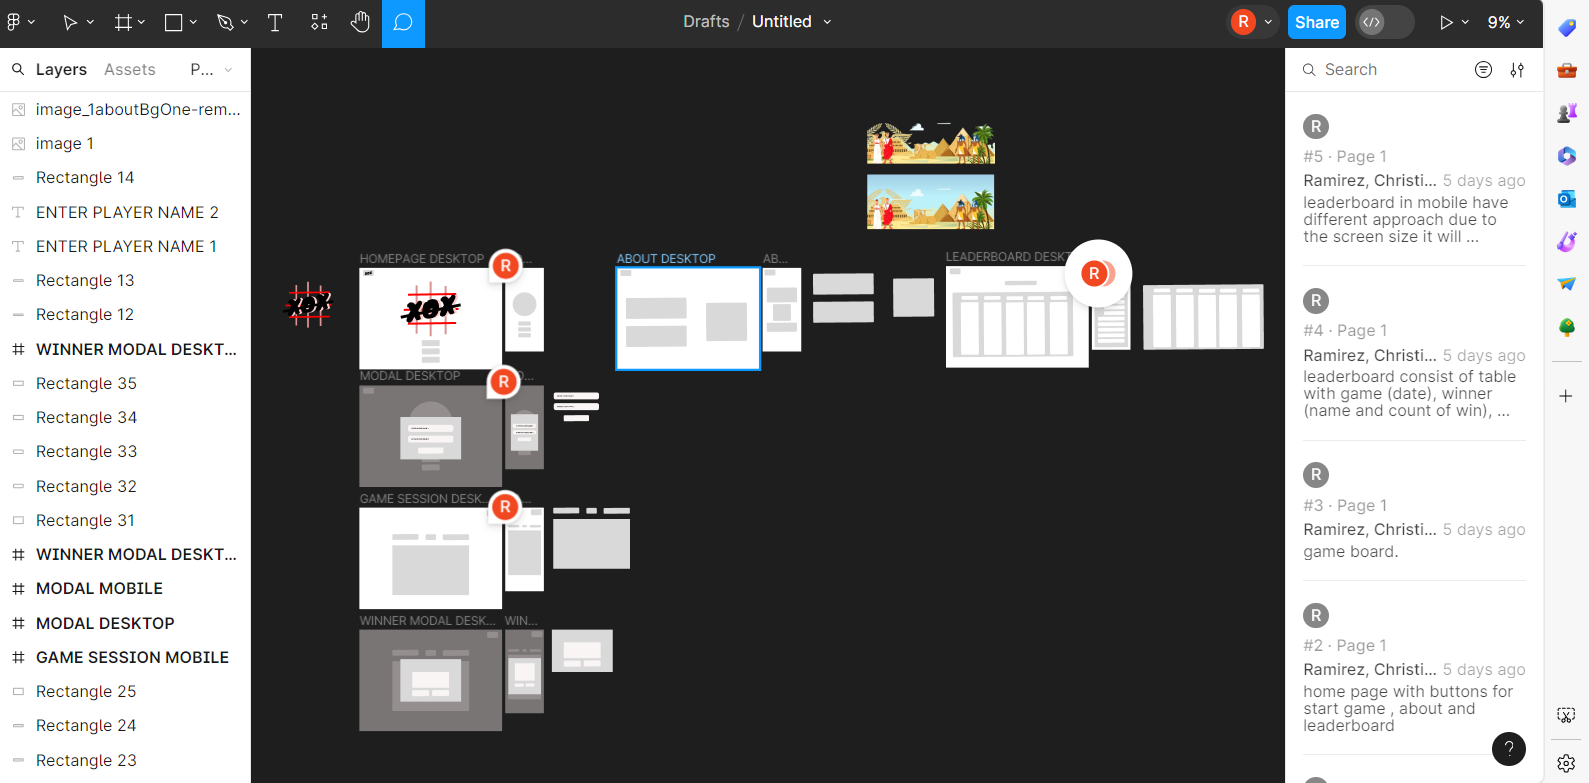 Drafts / Untitled
R
Share
</>
9%
Layers
Assets
P...
image_1aboutBgOne-rem...
image 1
Rectangle 14
ENTER PLAYER NAME 2
ENTER PLAYER NAME 1
Rectangle 13
Rectangle 12
WINNER MODAL DESKT...
Rectangle 35
Rectangle 34
Rectangle 33
Rectangle 32
Rectangle 31
WINNER MODAL DESKT...
MODAL MOBILE
MODAL DESKTOP
GAME SESSION MOBILE
Rectangle 25
Rectangle 24
Rectangle 23
HOMEPAGE DESKTOP
R
ABOUT DESKTOP
AB...
LEADERBOARD DESKT
R
XOX
XOX
MODAL DESKTOP
R
GAME SESSION DESK...
R
WINNER MODAL DESK...
WIN...
Search
R
#5 · Page 1
Ramirez, Christi... 5 days ago
leaderboard in mobile have
different approach due to
the screen size it will ...
R
#4 · Page 1
Ramirez, Christi... 5 days ago
leaderboard consist of table
with game (date), winner
(name and count of win), ...
R
#3 · Page 1
Ramirez, Christi... 5 days ago
game board.
R
#2 · Page 1
Ramirez, Christi... 5 days ago
home page with buttons for
start game , about and
leaderboard
?